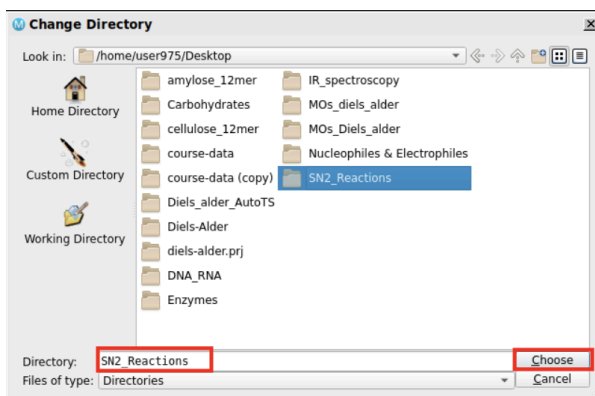 Change Directory
Look in: /home/user975/Desktop
Home Directory
Custom Directory
Working Directory
amylose_12mer
Carbohydrates
cellulose_12mer
course-data
course-data (copy)
Diels_alder_AutoTS
Diels-Alder
diels-alder.prj
DNA_RNA
Enzymes
IR_spectroscopy
MOs_diels_alder
MOs_Diels_alder
Nucleophiles & Electrophiles
SN2_Reactions
Directory: SN2_Reactions Choose
Files of type: Directories Cancel